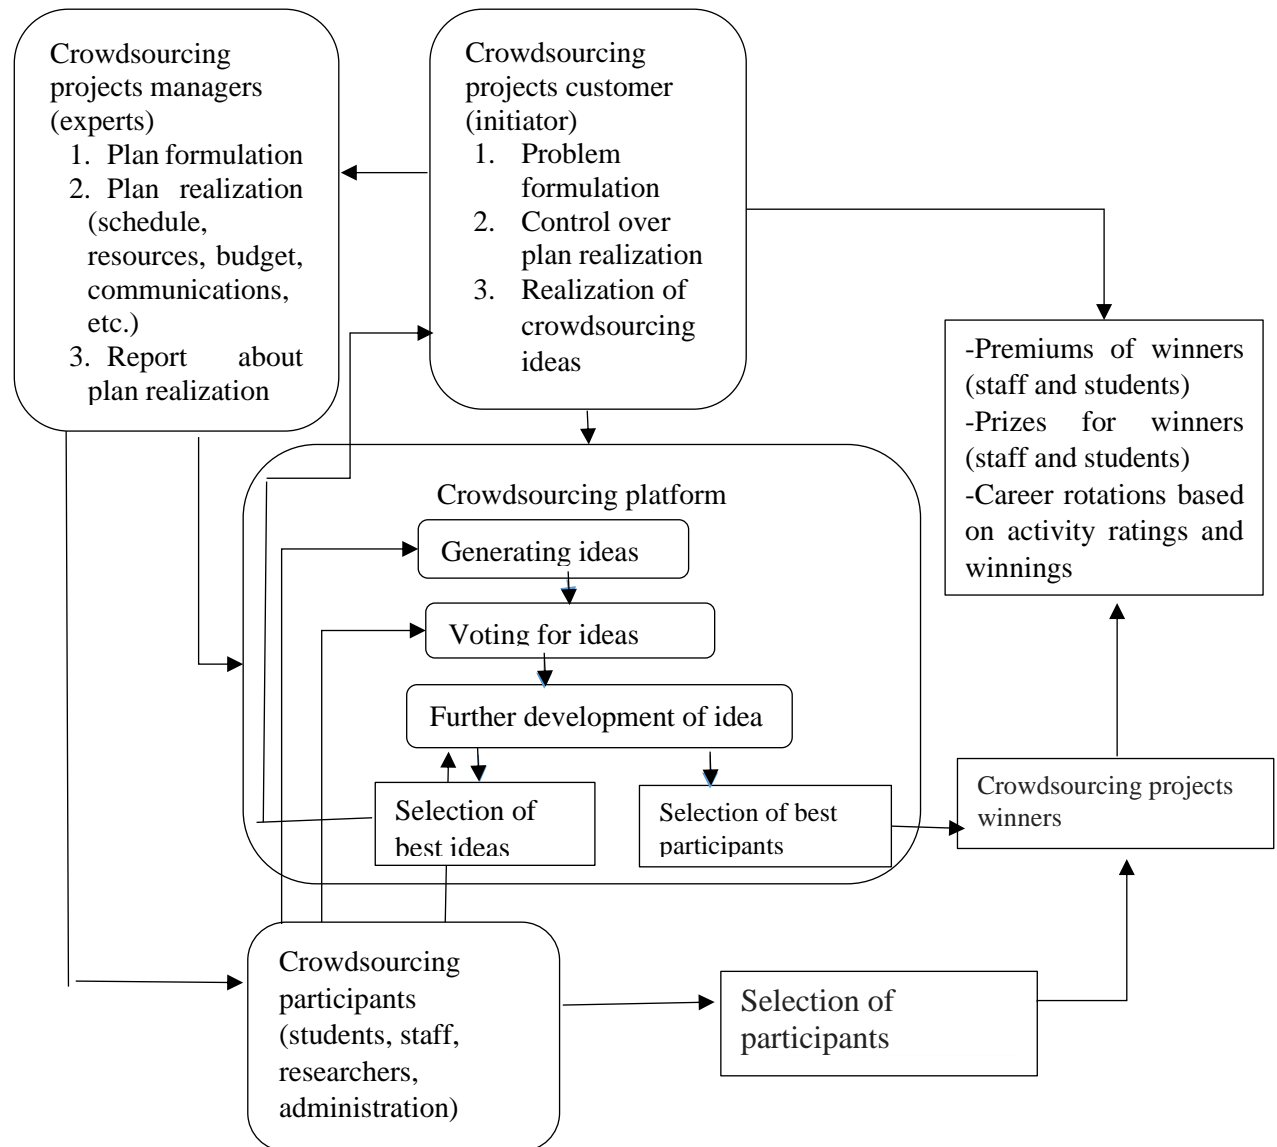 Crowdsourcing
projects managers
(experts)
1. Plan formulation
2. Plan realization
(schedule,
resources, budget,
communications,
etc.)
3. Report about
plan realization
Crowdsourcing
projects customer
(initiator)
1. Problem
formulation
2. Control over
plan realization
3. Realization of
crowdsourcing
ideas
-Premiums of winners
(staff and students)
-Prizes for winners
(staff and students)
-Career rotations based
on activity ratings and
winnings
Crowdsourcing platform
Generating ideas
Voting for ideas
Further development of idea
Selection of
best ideas
Selection of best
participants
Crowdsourcing projects
winners
Crowdsourcing
participants
(students, staff,
researchers,
administration)
Selection of
participants